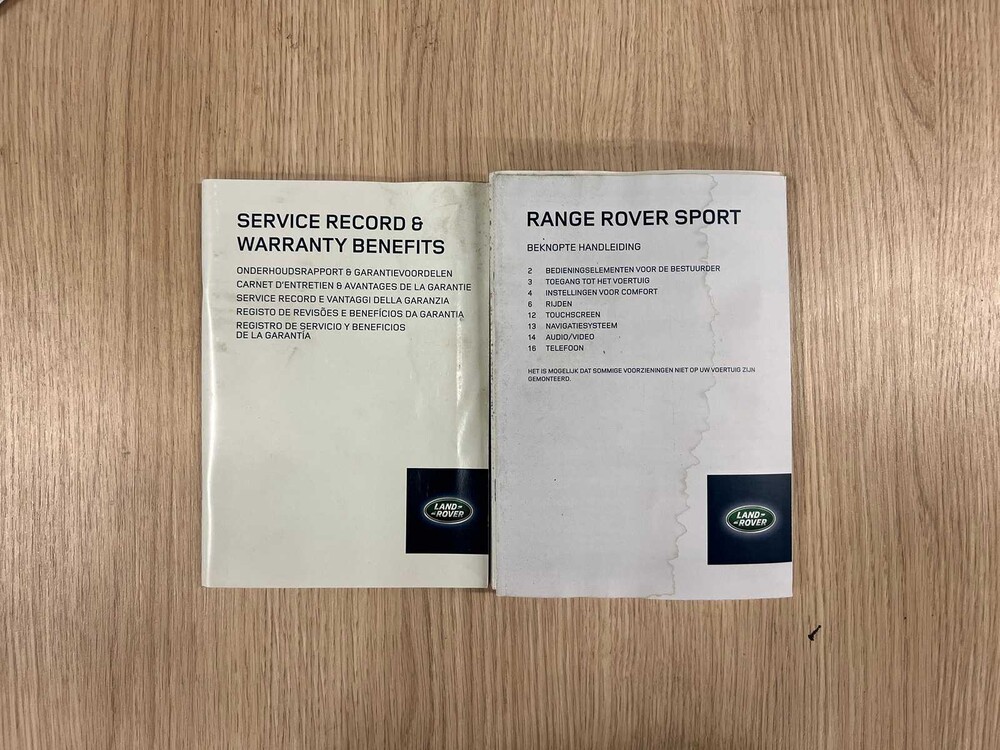 SERVICE RECORD &
WARRANTY BENEFITS
ONDERHOUDSRAPPORT & GARANTIEVOORDELEN
CARNET D'ENTRETIEN & AVANTAGES DE LA GARANTIE
SERVICE RECORD E VANTAGGI DELLA GARANZIA
REGISTO DE REVISÕES E BENEFÍCIOS DA GARANTIA
REGISTRO DE SERVICIO Y BENEFICIOS
DE LA GARANTÍA
LAND-
-ROVER
RANGE ROVER SPORT
BEKNOPTE HANDLEIDING
2 BEDIENINGSELEMENTEN VOOR DE BESTUURDER
3 TOEGANG TOT HET VOERTUIG
4 INSTELLINGEN VOOR COMFORT
6 RIJDEN
12 TOUCHSCREEN
13 NAVIGATIESYSTEEM
14 AUDIO/VIDEO
16 TELEFOON
HET IS MOGELIJK DAT SOMMIGE VOORZIENINGEN NIET OP UW VOERTUIG ZIJN
GEMONTEERD.
LAND-
-ROVER